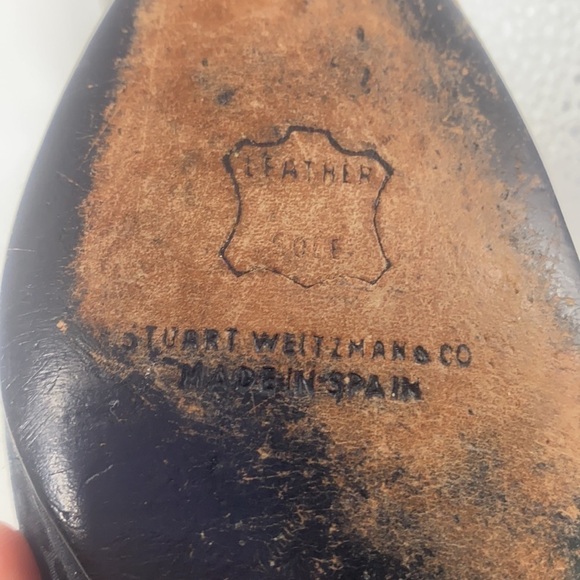 LEATHER
SOLE
STUART WEITZMAN & CO
MADE IN SPAIN